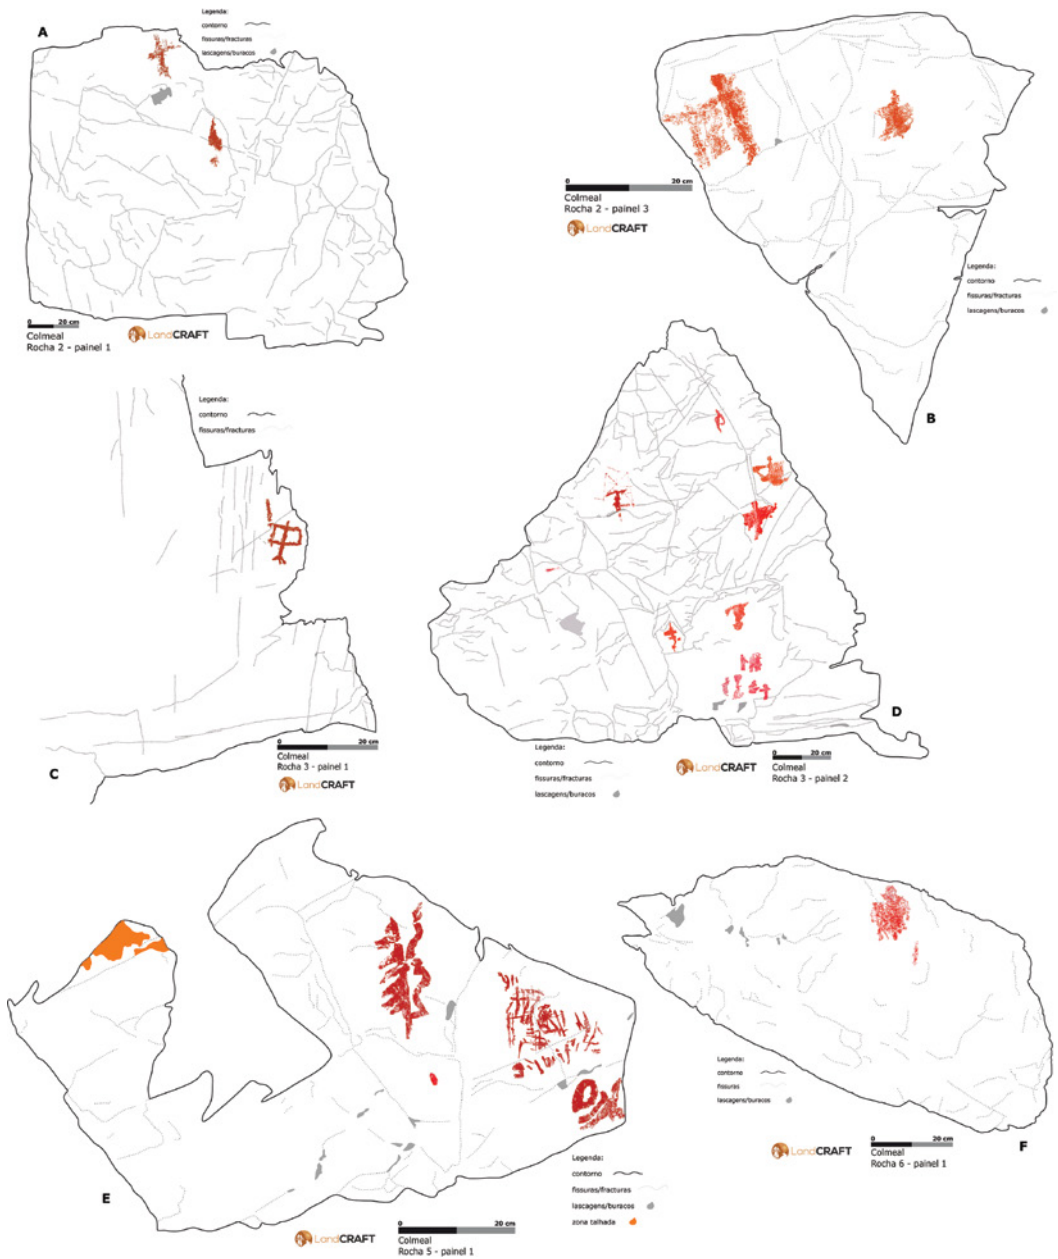 A
Legenda:
contorno
fissuras/fracturas
lascagens/buracos
0 20 cm
Colmeal
Rocha 2 - painel 1
LandCRAFT
0 20 cm
Colmeal
Rocha 2 - painel 3
LandCRAFT
Legenda:
contorno
fissuras/fracturas
lascagens/buracos
B
Legenda:
contorno
fissuras/fracturas
C
0 20 cm
Colmeal
Rocha 3 - painel 1
LandCRAFT
D
Legenda:
contorno
fissuras/fracturas
lascagens/buracos
LandCRAFT
0 20 cm
Colmeal
Rocha 3 - painel 2
E
LandCRAFT
0 20 cm
Colmeal
Rocha 5 - painel 1
Legenda:
contorno
fissuras/fracturas
lascagens/buracos
zona talhada
Legenda:
contorno
fissuras
lascagens/buracos
LandCRAFT
0 20 cm
Colmeal
Rocha 6 - painel 1
F